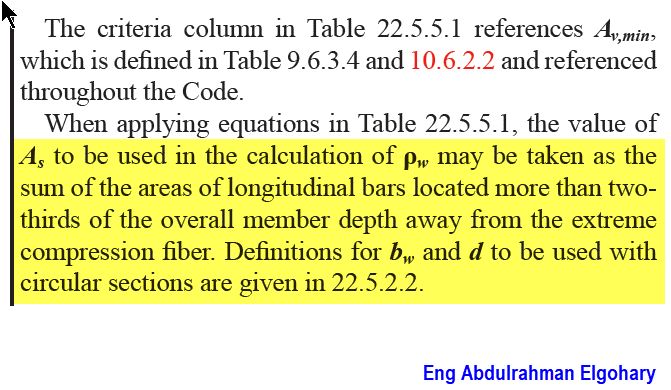 The criteria column in Table 22.5.5.1 references Av,min,
which is defined in Table 9.6.3.4 and 10.6.2.2 and referenced
throughout the Code.
When applying equations in Table 22.5.5.1, the value of
As to be used in the calculation of ρw may be taken as the
sum of the areas of longitudinal bars located more than two-
thirds of the overall member depth away from the extreme
compression fiber. Definitions for bw and d to be used with
circular sections are given in 22.5.2.2.
Eng Abdulrahman Elgohary